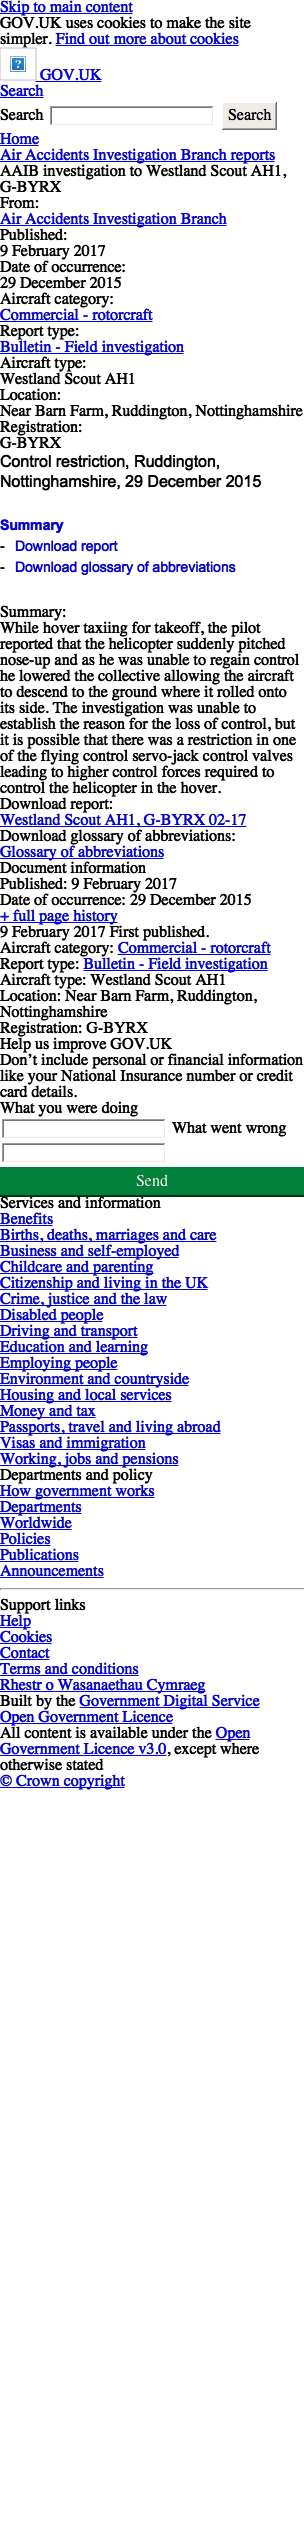 Skip to main content
GOV.UK uses cookies to make the site
simpler. Find out more about cookies
GOV.UK
Search
Search Search
Home
Air Accidents Investigation Branch reports
AAIB investigation to Westland Scout AH1,
G-BYRX
From:
Air Accidents Investigation Branch
Published:
9 February 2017
Date of occurrence:
29 December 2015
Aircraft category:
Commercial - rotorcraft
Report type:
Bulletin - Field investigation
Aircraft type:
Westland Scout AH1
Location:
Near Barn Farm, Ruddington, Nottinghamshire
Registration:
G-BYRX
Control restriction, Ruddington,
Nottinghamshire, 29 December 2015
Summary
- Download report
- Download glossary of abbreviations
Summary:
While hover taxiing for takeoff, the pilot
reported that the helicopter suddenly pitched
nose-up and as he was unable to regain control
he lowered the collective allowing the aircraft
to descend to the ground where it rolled onto
its side. The investigation was unable to
establish the reason for the loss of control, but
it is possible that there was a restriction in one
of the flying control servo-jack control valves
leading to higher control forces required to
control the helicopter in the hover.
Download report:
Westland Scout AH1, G-BYRX 02-17
Download glossary of abbreviations:
Glossary of abbreviations
Document information
Published: 9 February 2017
Date of occurrence: 29 December 2015
+ full page history
9 February 2017 First published.
Aircraft category: Commercial - rotorcraft
Report type: Bulletin - Field investigation
Aircraft type: Westland Scout AH1
Location: Near Barn Farm, Ruddington,
Nottinghamshire
Registration: G-BYRX
Help us improve GOV.UK
Don’t include personal or financial information
like your National Insurance number or credit
card details.
What you were doing
What went wrong
Send
Services and information
Benefits
Births, deaths, marriages and care
Business and self-employed
Childcare and parenting
Citizenship and living in the UK
Crime, justice and the law
Disabled people
Driving and transport
Education and learning
Employing people
Environment and countryside
Housing and local services
Money and tax
Passports, travel and living abroad
Visas and immigration
Working, jobs and pensions
Departments and policy
How government works
Departments
Worldwide
Policies
Publications
Announcements
Support links
Help
Cookies
Contact
Terms and conditions
Rhestr o Wasanaethau Cymraeg
Built by the Government Digital Service
Open Government Licence
All content is available under the Open
Government Licence v3.0, except where
otherwise stated
© Crown copyright